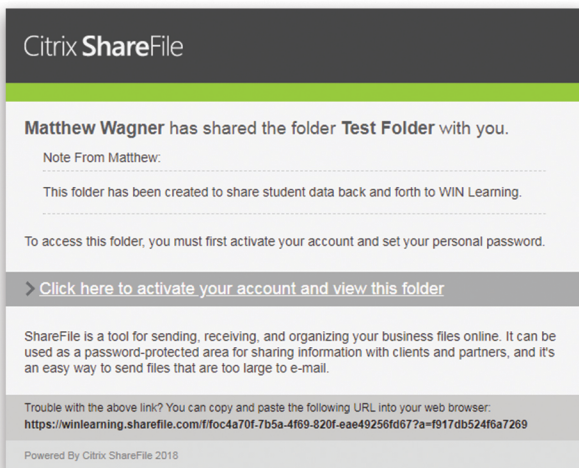 Citrix ShareFile
Matthew Wagner has shared the folder Test Folder with you.
Note From Matthew:
This folder has been created to share student data back and forth to WIN Learning.
To access this folder, you must first activate your account and set your personal password.
Click here to activate your account and view this folder
ShareFile is a tool for sending, receiving, and organizing your business files online. It can be
used as a password-protected area for sharing information with clients and partners, and it's
an easy way to send files that are too large to e-mail.
Trouble with the above link? You can copy and paste the following URL into your web browser:
https://winlearning.sharefile.com/f/foc4a70f-7b5a-4f69-820f-eae49256fd67?a=f917db524f6a7269
Powered By Citrix ShareFile 2018